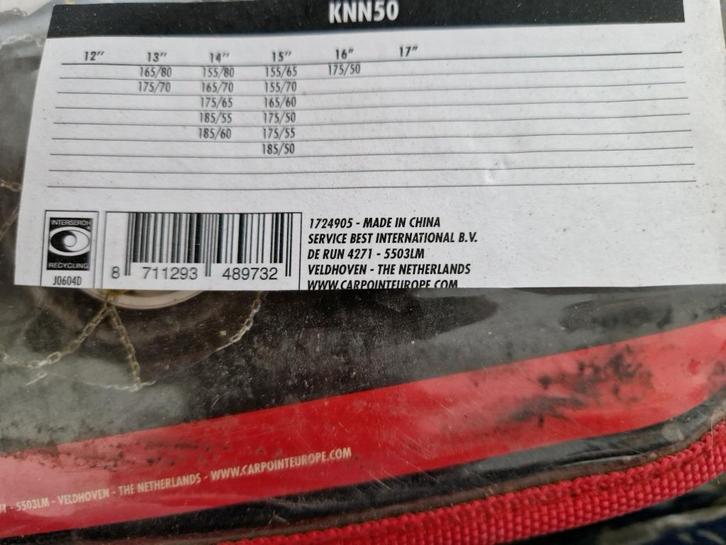 KNN50
12" 13" 14" 15" 16" 17"
165/80 155/80 155/65 175/50
175/70 165/70 155/70
175/65 165/60
185/55 175/50
185/60 175/55
185/50
INTERSEROH
RECYCLING
J0604D
8 711293 489732
1724905 - MADE IN CHINA
SERVICE BEST INTERNATIONAL B.V.
DE RUN 4271 - 5503LM
VELDHOVEN - THE NETHERLANDS
WWW.CARPOINTEUROPE.COM
- 5503LM - VELDHOVEN - THE NETHERLANDS - WWW.CARPOINTEUROPE.COM